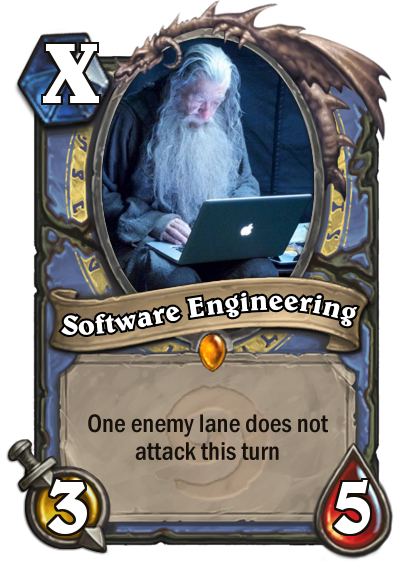 X
Software Engineering
One enemy lane does not
attack this turn
3
5